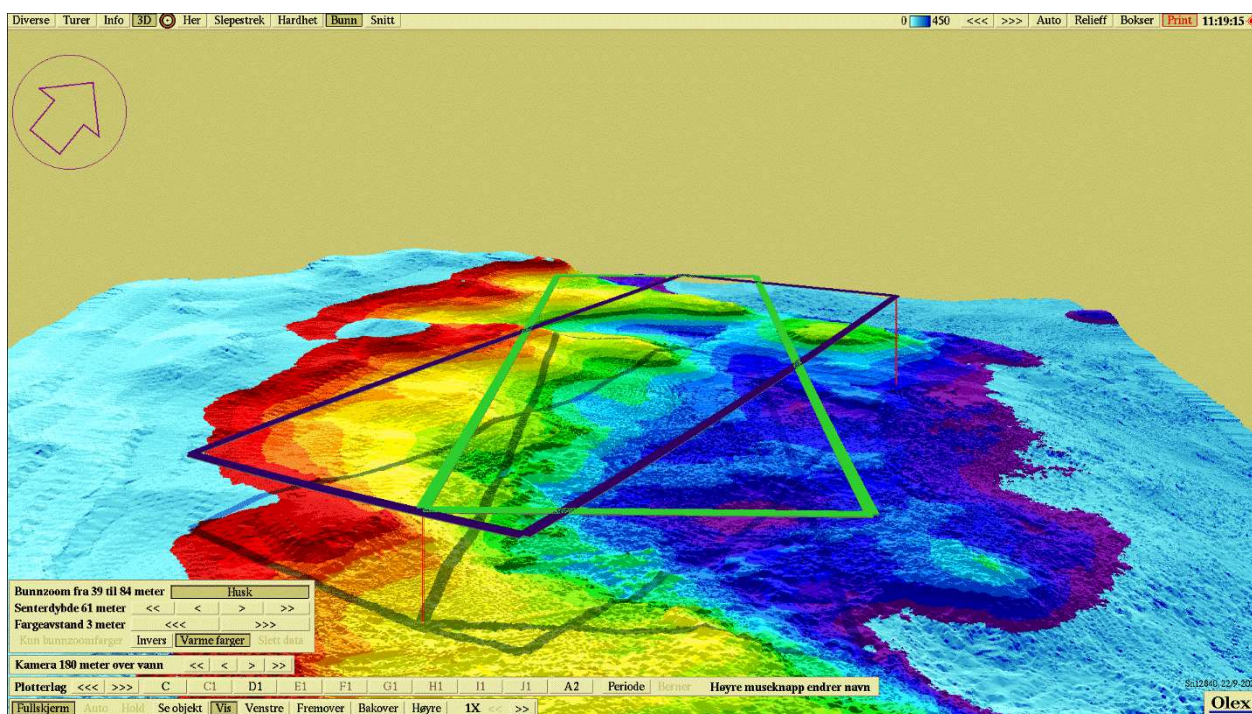 Diverse Turer Info 3D Her Slepestrek Hardhet Bunn Snitt 0 450 <<< >>> Auto Relieff Bokser Print 11:19:15
Bunnzoom fra 39 til 84 meter Husk
Senterdybde 61 meter << < > >>
Fargeavstand 3 meter <<< >>>
Kun bunnzoomfarger Invers Varme farger Slett data
Kamera 180 meter over vann << < > >>
Plotterlag <<< >>> C C1 D1 E1 F1 G1 H1 I1 J1 A2 Periode Berner Høyre museknapp endrer navn
Fullskjerm Auto Hold Se objekt Vis Venstre Fremover Bakover Høyre 1X << >>
Olex